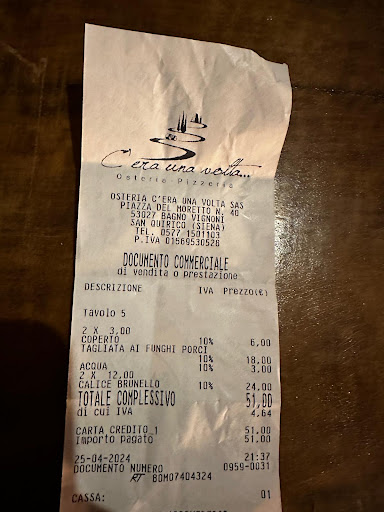 C'era una volta...
Osteria Pizzeria
OSTERIA C'ERA UNA VOLTA SAS
PIAZZA DEL MORETTO N. 40
53027 BAGNO VIGNONI
SAN QUIRICO (SIENA)
TEL. 0577 1501103
P.IVA 01569530526
DOCUMENTO COMMERCIALE
di vendita o prestazione
DESCRIZIONE IVA Prezzo(€)
Tavolo 5
2 X 3,00
COPERTO 10% 6,00
TAGLIATA AI FUNGHI PORCI
10% 18,00
ACQUA 10% 3,00
2 X 12,00
CALICE BRUNELLO 10% 24,00
TOTALE COMPLESSIVO 51,00
di cui IVA 4,64
CARTA CREDITO 1 51,00
Importo pagato 51,00
25-04-2024 21:37
DOCUMENTO NUMERO 0959-0031
RT 80M07404324
CASSA: 01